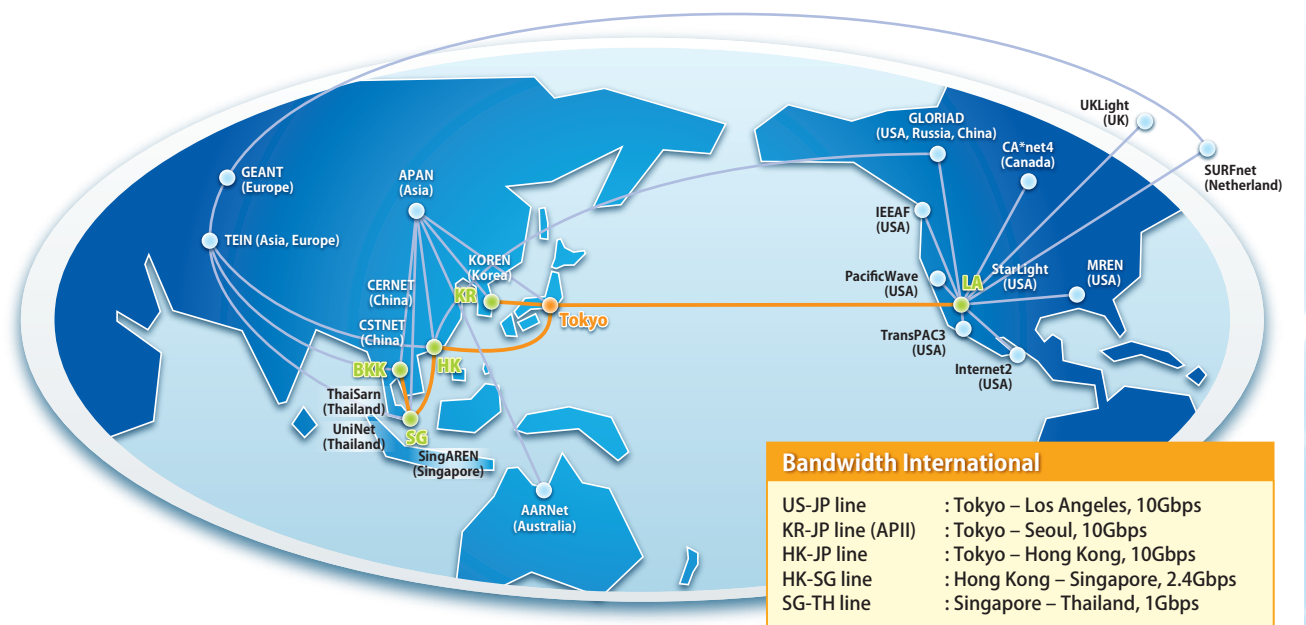 UKLight
(UK)
GLORIAD
(USA, Russia, China)
CA*net4
(Canada)
SURFnet
(Netherland)
GEANT
(Europe)
APAN
(Asia)
IEEAF
(USA)
TEIN (Asia, Europe)
KOREN
(Korea)
KR
PacificWave
(USA)
LA
StarLight
(USA)
MREN
(USA)
CERNET
(China)
Tokyo
CSTNET
(China)
TransPAC3
(USA)
BKK
HK
Internet2
(USA)
ThaiSarn
(Thailand)
UniNet
(Thailand)
SG
SingAREN
(Singapore)
AARNet
(Australia)
Bandwidth International
US-JP line : Tokyo – Los Angeles, 10Gbps
KR-JP line (APII) : Tokyo – Seoul, 10Gbps
HK-JP line : Tokyo – Hong Kong, 10Gbps
HK-SG line : Hong Kong – Singapore, 2.4Gbps
SG-TH line : Singapore – Thailand, 1Gbps